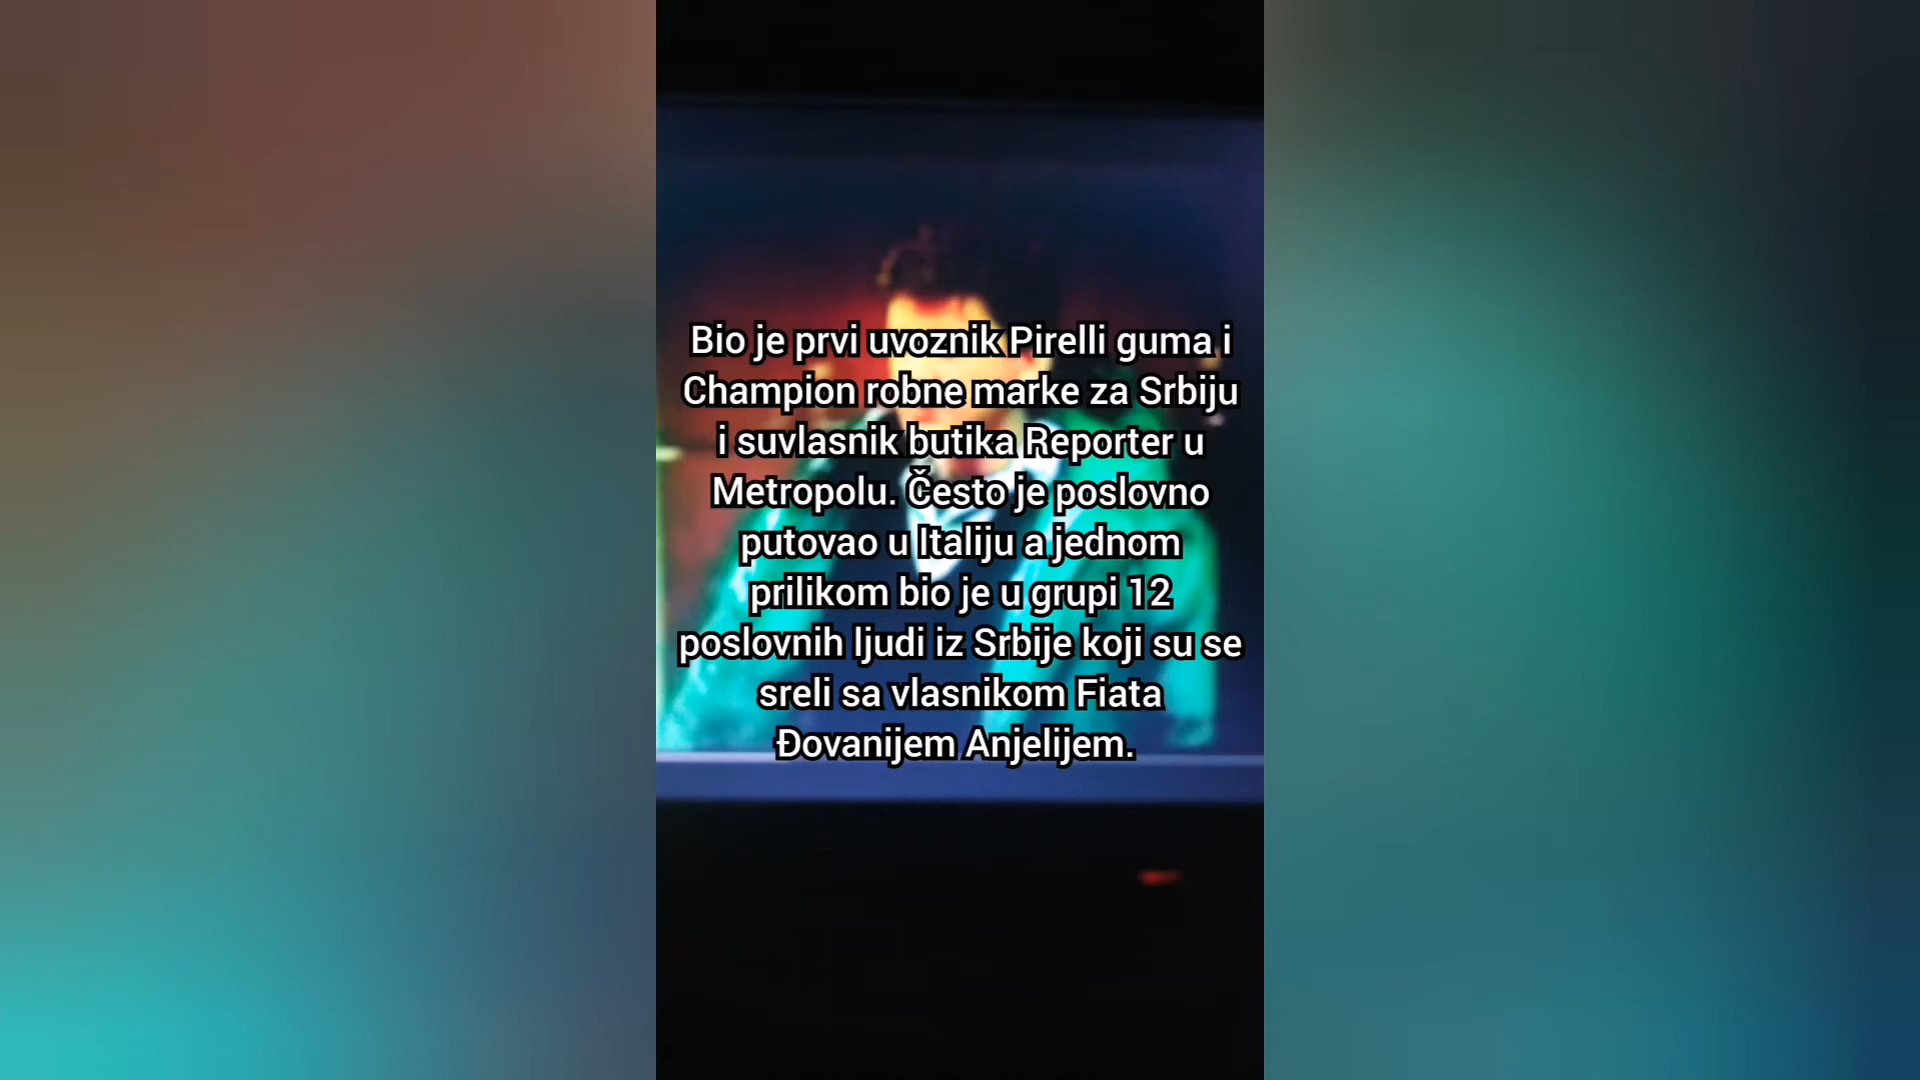 Bio je prvi uvoznik Pirelli guma i
Champion robne marke za Srbiju
i suvlasnik butika Reporter u
Metropolu. Često je poslovno
putovao u Italiju a jednom
prilikom bio je u grupi 12
poslovnih ljudi iz Srbije koji su se
sreli sa vlasnikom Fiata
Đovanijem Anjelijem.